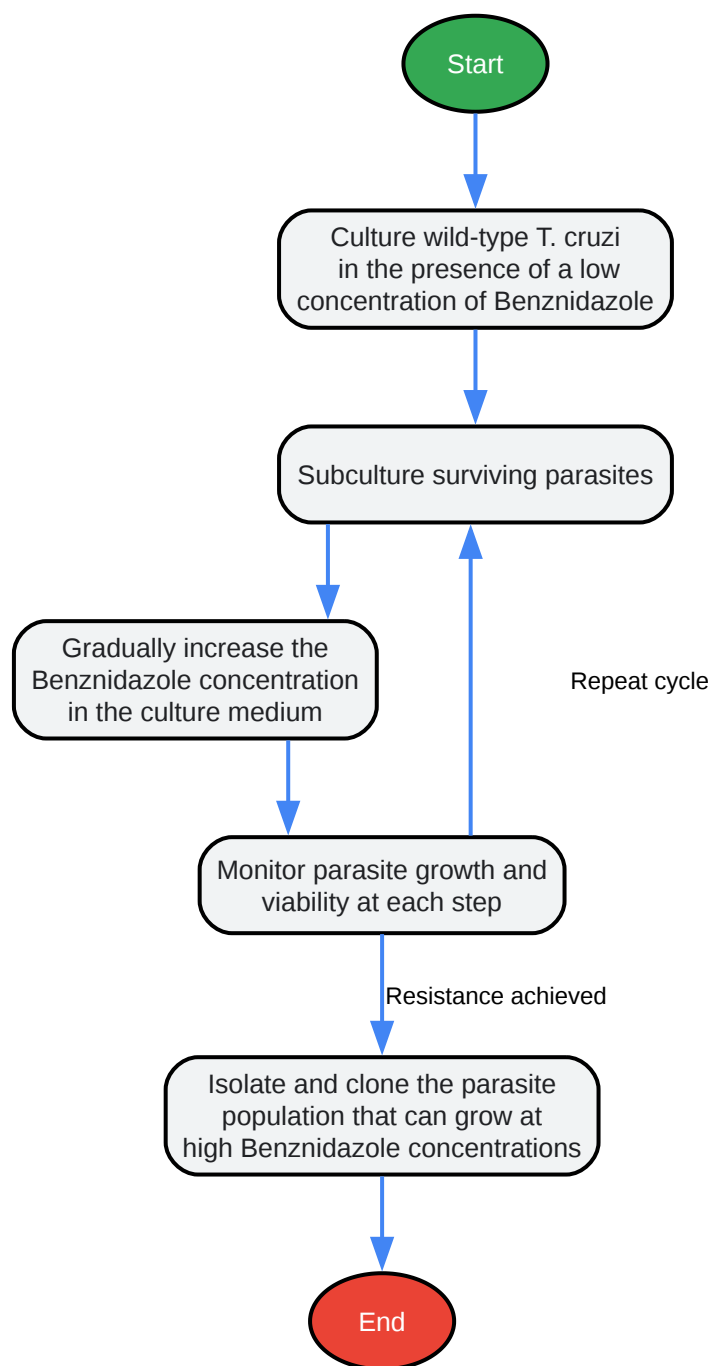 Start
Culture wild-type T. cruzi
in the presence of a low
concentration of Benznidazole
Subculture surviving parasites
Gradually increase the
Benznidazole concentration
in the culture medium
Repeat cycle
Monitor parasite growth and
viability at each step
Resistance achieved
Isolate and clone the parasite
population that can grow at
high Benznidazole concentrations
End